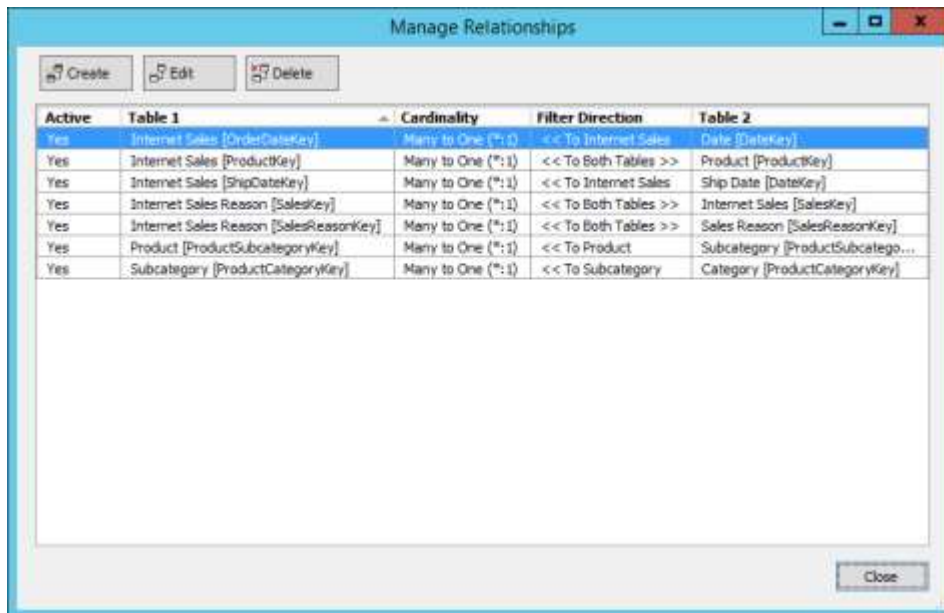 Manage Relationships
Create Edit Delete
Active Table 1 Cardinality Filter Direction Table 2
Yes Internet Sales [OrderDateKey] Many to One (*:1) << To Internet Sales Date [DateKey]
Yes Internet Sales [ProductKey] Many to One (*:1) << To Both Tables >> Product [ProductKey]
Yes Internet Sales [ShipDateKey] Many to One (*:1) << To Internet Sales Ship Date [DateKey]
Yes Internet Sales Reason [SalesKey] Many to One (*:1) << To Both Tables >> Internet Sales [SalesKey]
Yes Internet Sales Reason [SalesReasonKey] Many to One (*:1) << To Both Tables >> Sales Reason [SalesReasonKey]
Yes Product [ProductSubcategoryKey] Many to One (*:1) << To Product Subcategory [ProductSubcatego...
Yes Subcategory [ProductCategoryKey] Many to One (*:1) << To Subcategory Category [ProductCategoryKey]
Close